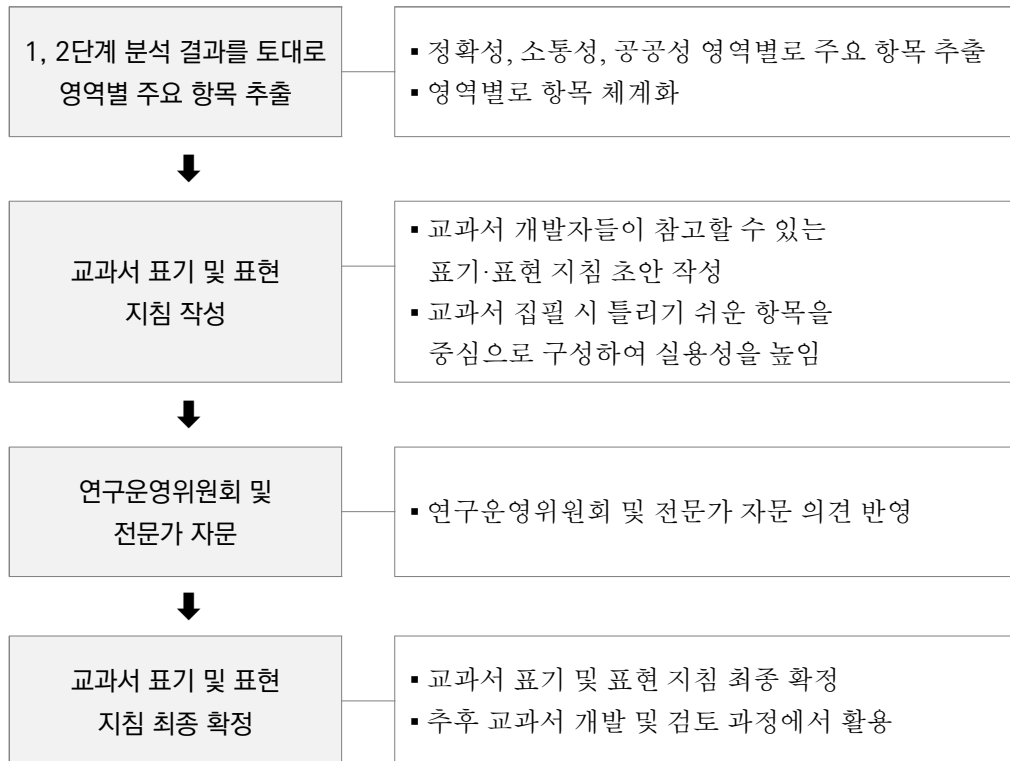 1, 2단계 분석 결과를 토대로
영역별 주요 항목 추출
▪ 정확성, 소통성, 공공성 영역별로 주요 항목 추출
▪ 영역별로 항목 체계화
교과서 표기 및 표현
지침 작성
▪ 교과서 개발자들이 참고할 수 있는
표기·표현 지침 초안 작성
▪ 교과서 집필 시 틀리기 쉬운 항목을
중심으로 구성하여 실용성을 높임
연구운영위원회 및
전문가 자문
▪ 연구운영위원회 및 전문가 자문 의견 반영
교과서 표기 및 표현
지침 최종 확정
▪ 교과서 표기 및 표현 지침 최종 확정
▪ 추후 교과서 개발 및 검토 과정에서 활용